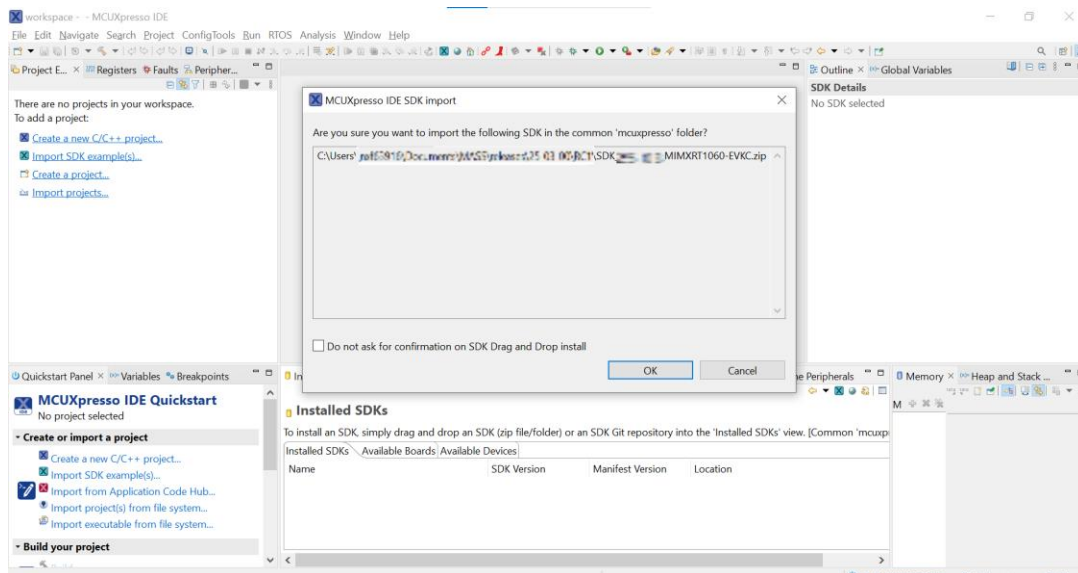 workspace - - MCUXpresso IDE
File Edit Navigate Search Project ConfigTools Run RTOS Analysis Window Help
Project E... Registers Faults Peripher...
There are no projects in your workspace.
To add a project:
Create a new C/C++ project...
Import SDK example(s)...
Create a project...
Import projects...
MCUXpresso IDE SDK import
Are you sure you want to import the following SDK in the common 'mcuxpresso' folder?
C:\Users\ \SDK MIMXRT1060-EVKC.zip
Do not ask for confirmation on SDK Drag and Drop install
OK Cancel
Outline Global Variables
SDK Details
No SDK selected
Quickstart Panel Variables Breakpoints
MCUXpresso IDE Quickstart
No project selected
Create or import a project
Create a new C/C++ project...
Import SDK example(s)...
Import from Application Code Hub...
Import project(s) from file system...
Import executable from file system...
Build your project
In
Peripherals
Installed SDKs
To install an SDK, simply drag and drop an SDK (zip file/folder) or an SDK Git repository into the 'Installed SDKs' view. [Common 'mcuxp
Installed SDKs Available Boards Available Devices
Name SDK Version Manifest Version Location
Memory Heap and Stack ...
M